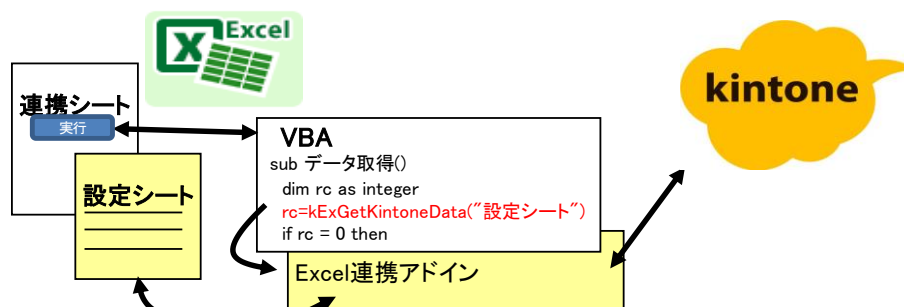 Excel
kintone
連携シート
実行
設定シート
VBA
sub データ取得()
dim rc as integer
rc=kExGetKintoneData("設定シート")
if rc = 0 then
Excel連携アドイン